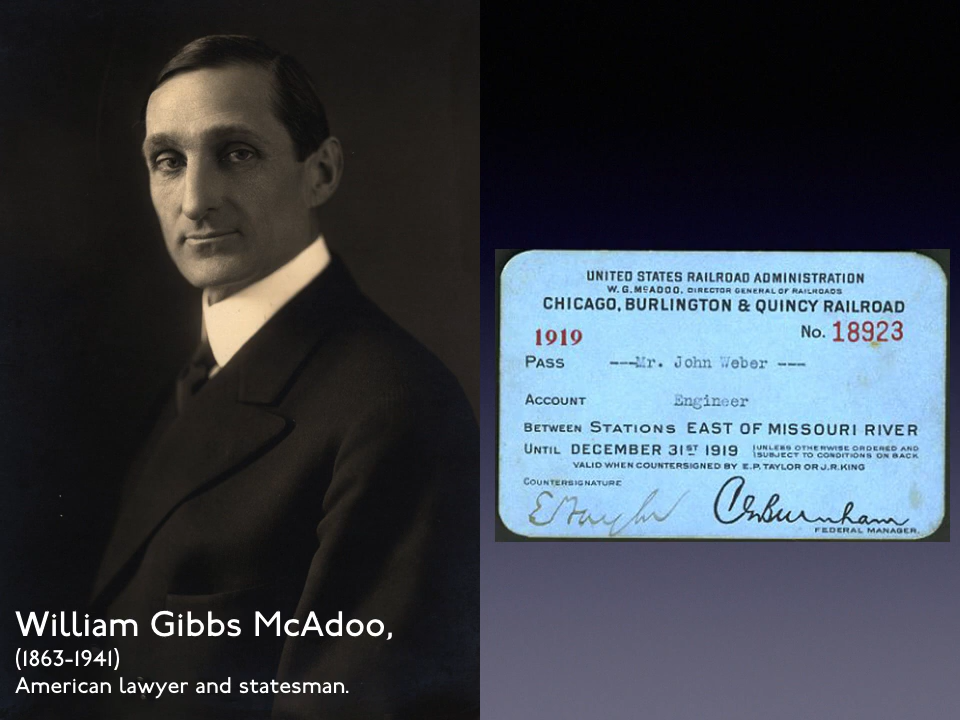 William Gibbs McAdoo,
(1863-1941)
American lawyer and statesman.
UNITED STATES RAILROAD ADMINISTRATION
W. G. McADOO, DIRECTOR GENERAL OF RAILROADS
CHICAGO, BURLINGTON & QUINCY RAILROAD
1919
No. 18923
PASS ---Mr. John Weber ---
ACCOUNT Engineer
BETWEEN STATIONS EAST OF MISSOURI RIVER
UNTIL DECEMBER 31ST 1919 (UNLESS OTHERWISE ORDERED AND
SUBJECT TO CONDITIONS ON BACK
VALID WHEN COUNTERSIGNED BY E.P. TAYLOR OR J.R. KING
COUNTERSIGNATURE
E Taylor
C E Burnham
FEDERAL MANAGER.